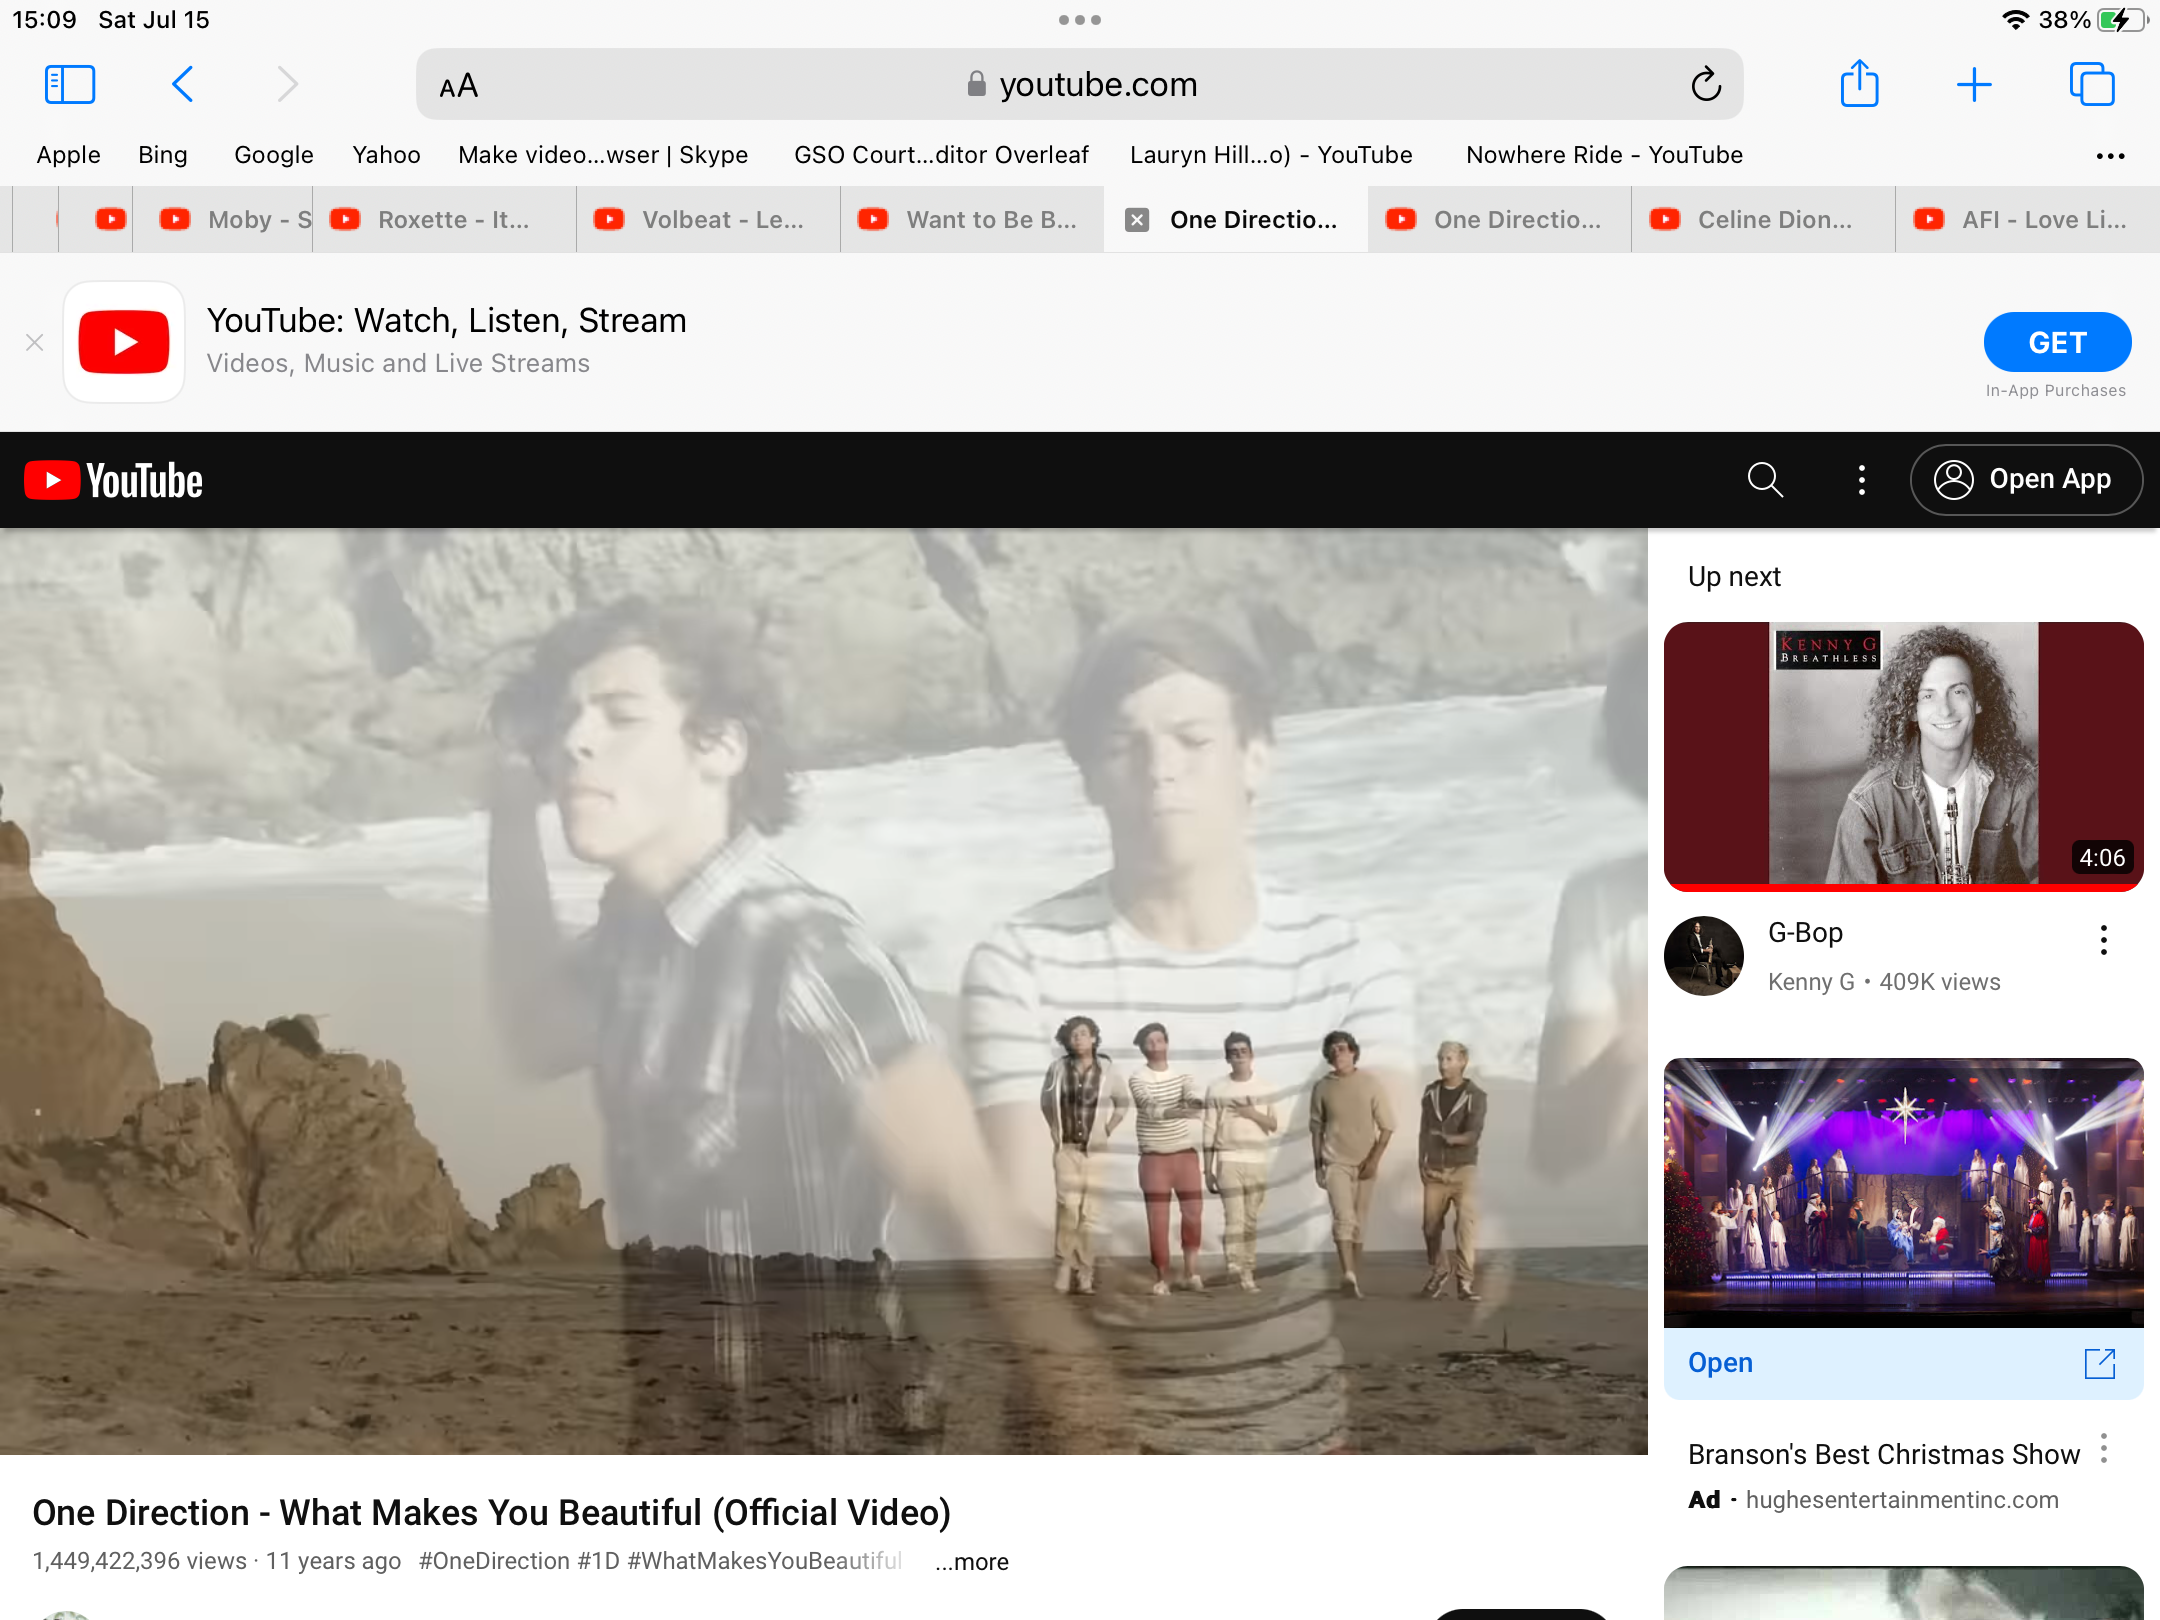 15:09 Sat Jul 15
38%
AA youtube.com
Apple Bing Google Yahoo Make video...wser | Skype GSO Court...ditor Overleaf Lauryn Hill...o) - YouTube Nowhere Ride - YouTube
Moby - S Roxette - It... Volbeat - Le... Want to Be B... One Directio... One Directio... Celine Dion... AFI - Love Li...
YouTube: Watch, Listen, Stream
Videos, Music and Live Streams
GET
In-App Purchases
YouTube
Open App
Up next
KENNY G
BREATHLESS
4:06
G-Bop
Kenny G • 409K views
Open
Branson's Best Christmas Show
Ad · hughesentertainmentinc.com
One Direction - What Makes You Beautiful (Official Video)
1,449,422,396 views · 11 years ago #OneDirection #1D #WhatMakesYouBeautiful ...more